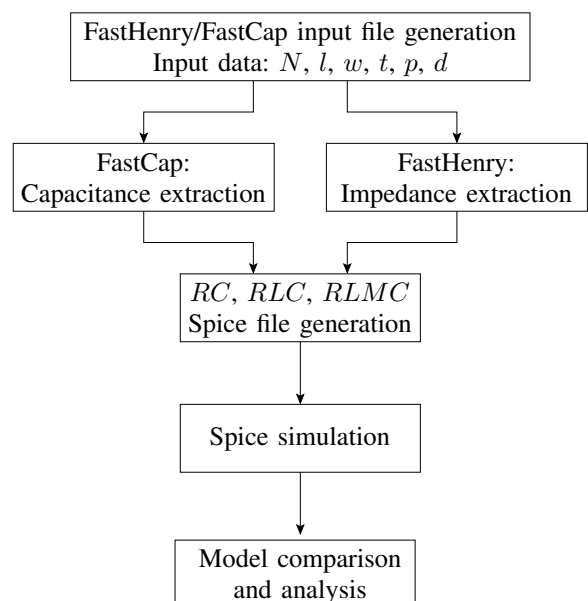 FastHenry/FastCap input file generation
Input data: N, l, w, t, p, d
FastCap:
Capacitance extraction
FastHenry:
Impedance extraction
RC, RLC, RLMC
Spice file generation
Spice simulation
Model comparison
and analysis